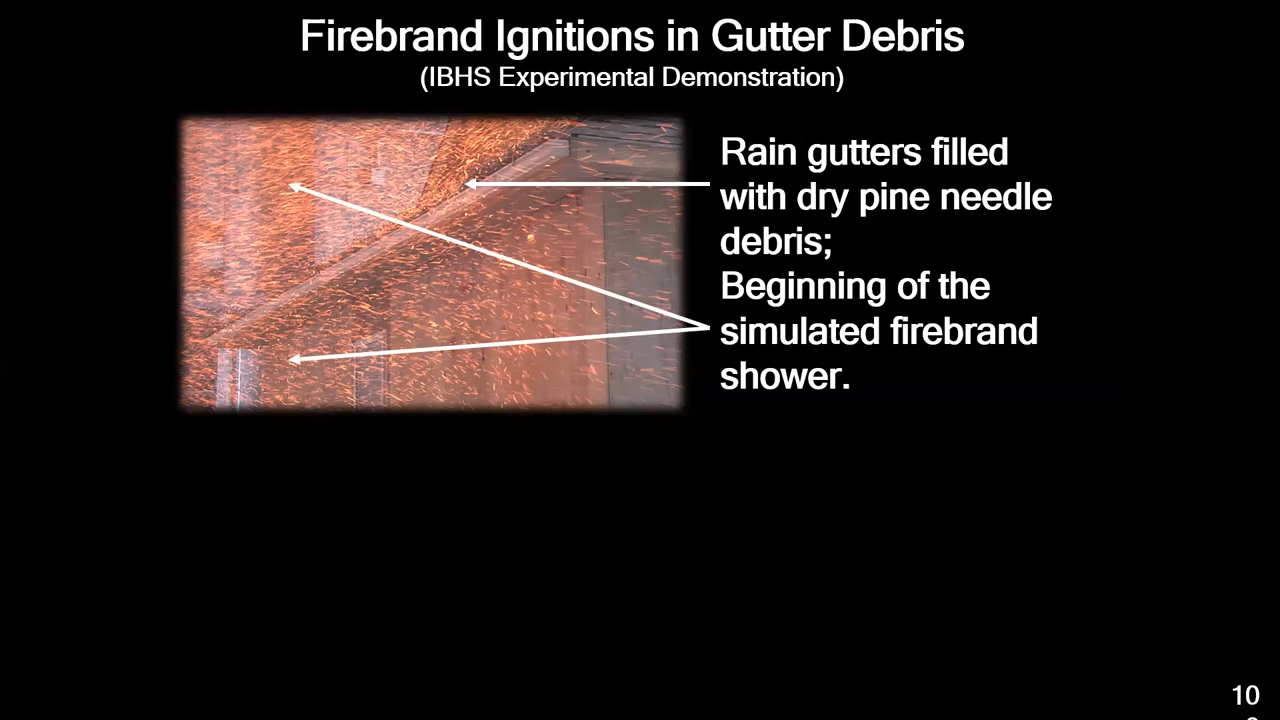 Firebrand Ignitions in Gutter Debris
(IBHS Experimental Demonstration)
Rain gutters filled
with dry pine needle
debris;
Beginning of the
simulated firebrand
shower.
10